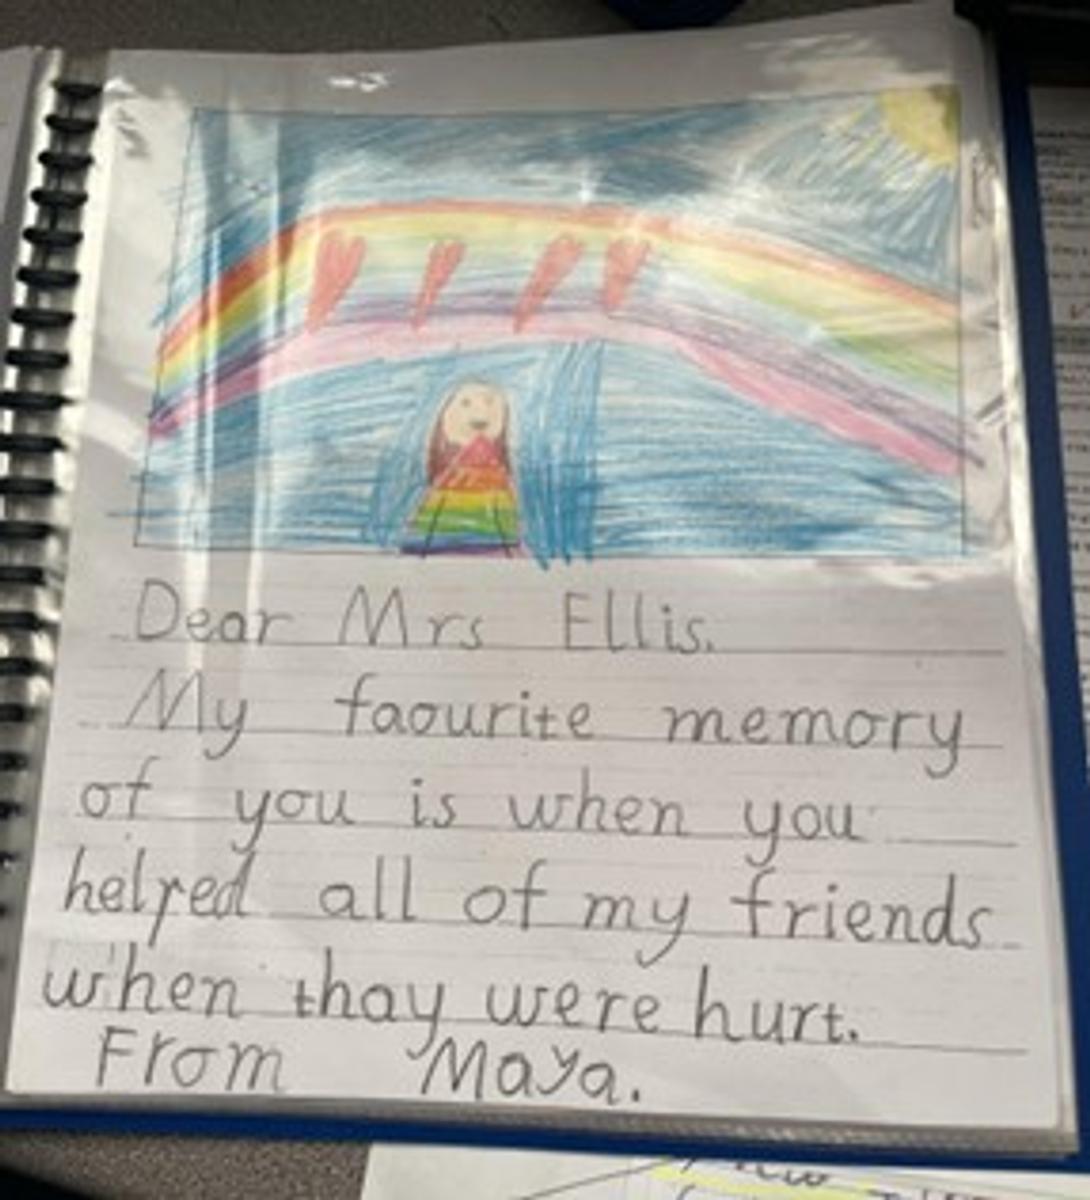 Dear Mrs Ellis.
My faourite memory
of you is when you
helped all of my friends
when thay were hurt.
From Maya.